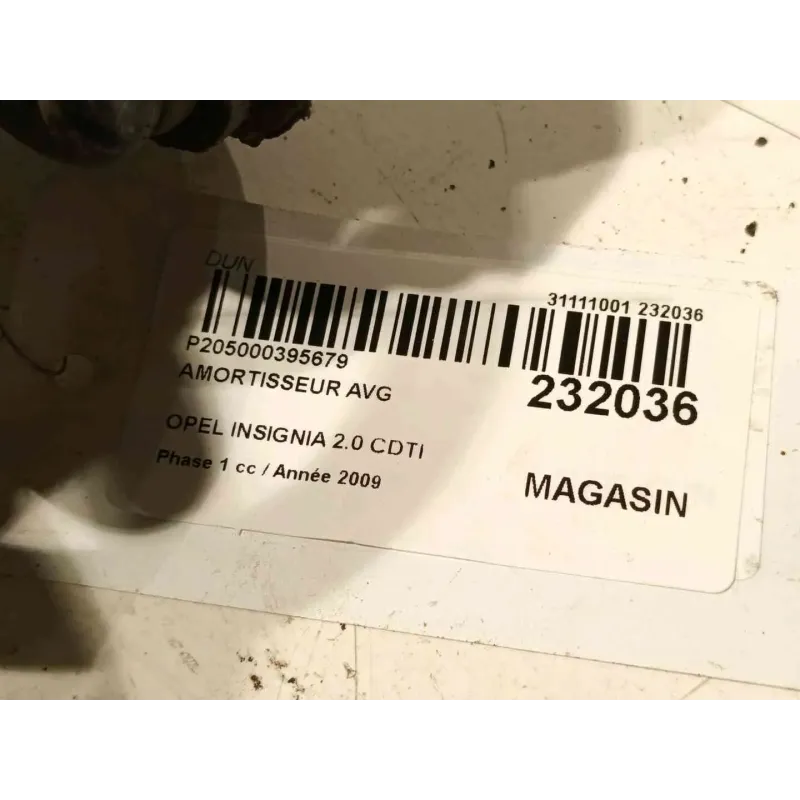 DUN
31111001 232036
P205000395679
AMORTISSEUR AVG
232036
OPEL INSIGNIA 2.0 CDTI
Phase 1 cc / Année 2009
MAGASIN